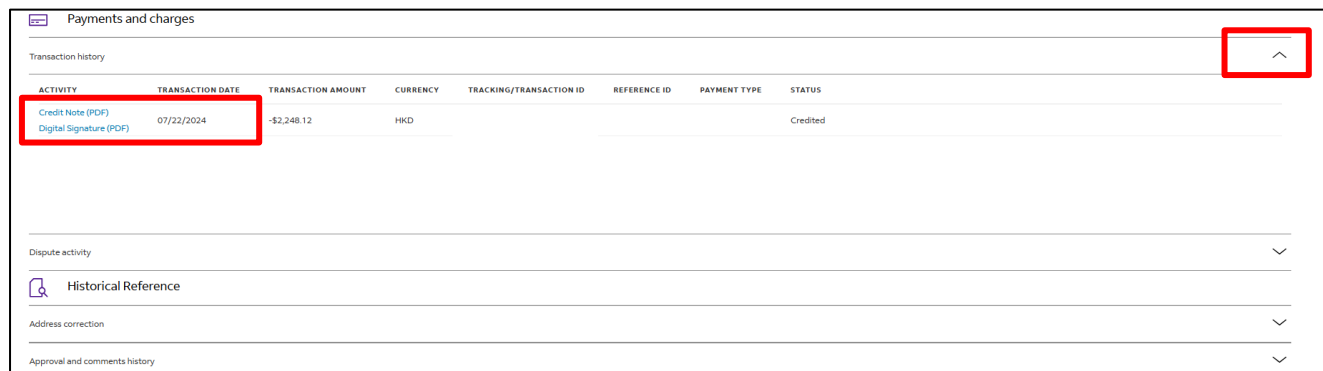 Payments and charges
Transaction history
ACTIVITY TRANSACTION DATE TRANSACTION AMOUNT CURRENCY TRACKING/TRANSACTION ID REFERENCE ID PAYMENT TYPE STATUS
Credit Note (PDF)
Digital Signature (PDF) 07/22/2024 -$2,248.12 HKD Credited
Dispute activity
Historical Reference
Address correction
Approval and comments history